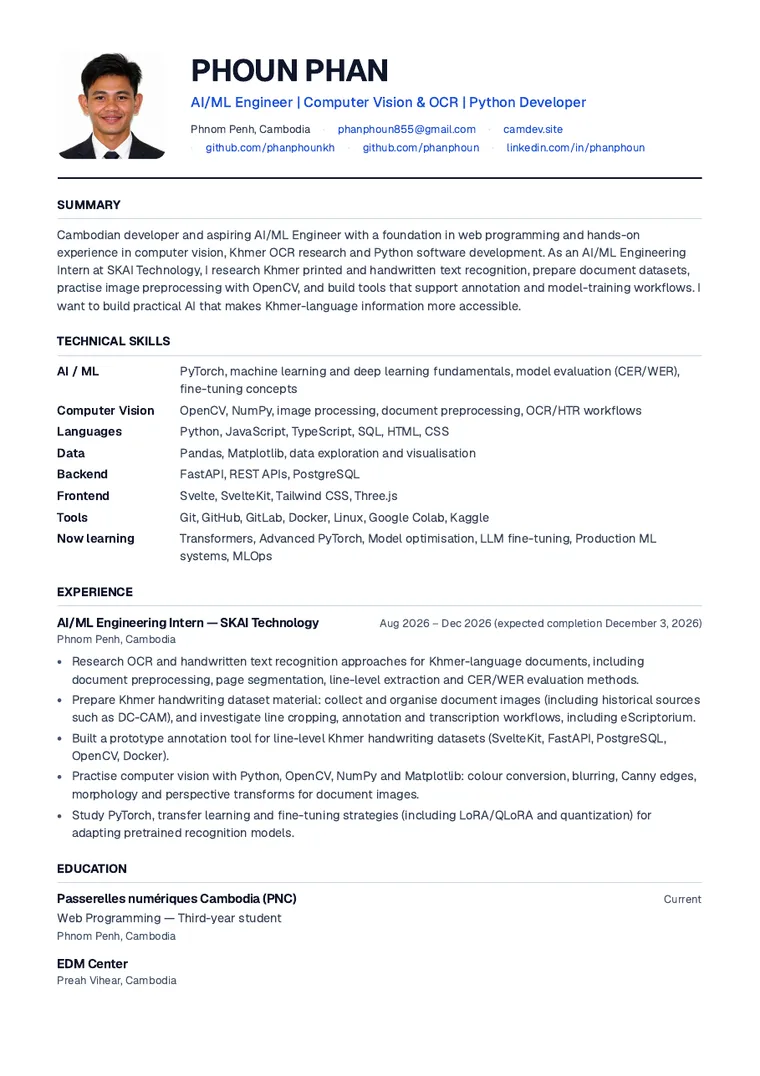 PHOUN PHAN
AI/ML Engineer | Computer Vision & OCR | Python Developer
Phnom Penh, Cambodia · phanphoun855@gmail.com · camdev.site
· github.com/phanphounkh · github.com/phanphoun · linkedin.com/in/phanphoun
SUMMARY
Cambodian developer and aspiring AI/ML Engineer with a foundation in web programming and hands-on
experience in computer vision, Khmer OCR research and Python software development. As an AI/ML Engineering
Intern at SKAI Technology, I research Khmer printed and handwritten text recognition, prepare document datasets,
practise image preprocessing with OpenCV, and build tools that support annotation and model-training workflows. I
want to build practical AI that makes Khmer-language information more accessible.
TECHNICAL SKILLS
AI / ML PyTorch, machine learning and deep learning fundamentals, model evaluation (CER/WER),
fine-tuning concepts
Computer Vision OpenCV, NumPy, image processing, document preprocessing, OCR/HTR workflows
Languages Python, JavaScript, TypeScript, SQL, HTML, CSS
Data Pandas, Matplotlib, data exploration and visualisation
Backend FastAPI, REST APIs, PostgreSQL
Frontend Svelte, SvelteKit, Tailwind CSS, Three.js
Tools Git, GitHub, GitLab, Docker, Linux, Google Colab, Kaggle
Now learning Transformers, Advanced PyTorch, Model optimisation, LLM fine-tuning, Production ML
systems, MLOps
EXPERIENCE
AI/ML Engineering Intern — SKAI Technology Aug 2026 – Dec 2026 (expected completion December 3, 2026)
Phnom Penh, Cambodia
• Research OCR and handwritten text recognition approaches for Khmer-language documents, including
document preprocessing, page segmentation, line-level extraction and CER/WER evaluation methods.
• Prepare Khmer handwriting dataset material: collect and organise document images (including historical sources
such as DC-CAM), and investigate line cropping, annotation and transcription workflows, including eScriptorium.
• Built a prototype annotation tool for line-level Khmer handwriting datasets (SvelteKit, FastAPI, PostgreSQL,
OpenCV, Docker).
• Practise computer vision with Python, OpenCV, NumPy and Matplotlib: colour conversion, blurring, Canny edges,
morphology and perspective transforms for document images.
• Study PyTorch, transfer learning and fine-tuning strategies (including LoRA/QLoRA and quantization) for
adapting pretrained recognition models.
EDUCATION
Passerelles numériques Cambodia (PNC) Current
Web Programming — Third-year student
Phnom Penh, Cambodia
EDM Center
Preah Vihear, Cambodia